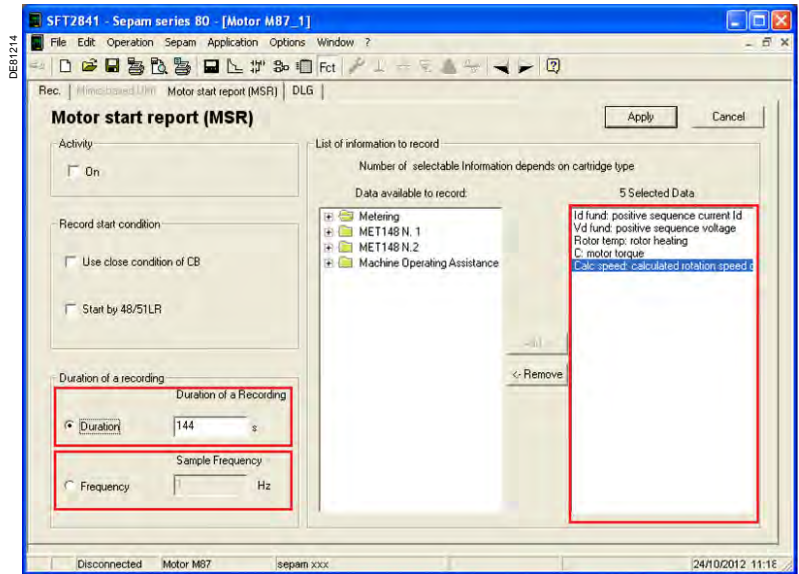 DE81214
SFT2841 - Sepam series 80 - [Motor M87_1]
File Edit Operation Sepam Application Options Window ?
Fct
Rec. Motor start report (MSR) DLG
Motor start report (MSR)
Apply Cancel
Activity
On
Record start condition
Use close condition of CB
Start by 48/51LR
Duration of a recording
Duration of a Recording
Duration 144 s
Sample Frequency
Frequency Hz
List of information to record
Number of selectable Information depends on cartridge type
Data available to record:
Metering
MET148 N. 1
MET148 N.2
Machine Operating Assistance
<- Remove
5 Selected Data
Id fund: positive sequence current Id
Vd fund: positive sequence voltage
Rotor temp: rotor heating
C: motor torque
Calc speed: calculated rotation speed
Disconnected Motor M87 sepam xxx 24/10/2012 11:18